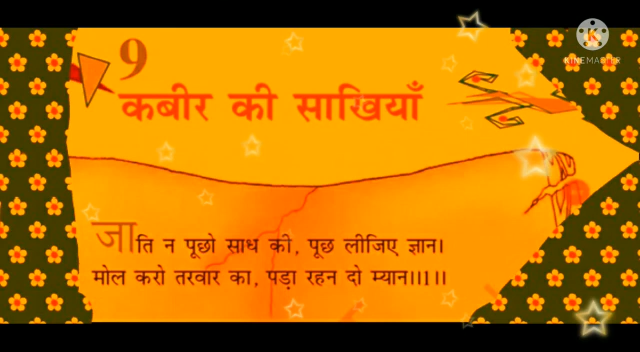 9
कबीर की साखियाँ
जाति न पूछो साध की, पूछ लीजिए ज्ञान।
मोल करो तरवार का, पड़ा रहन दो म्यान।।1।।
K
KINEMASTER